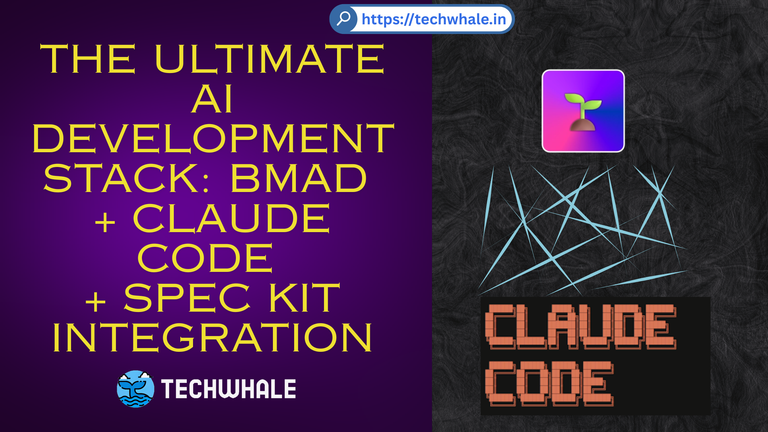 https://techwhale.in
THE ULTIMATE
AI
DEVELOPMENT
STACK: BMAD
+ CLAUDE
CODE
+ SPEC KIT
INTEGRATION
TECHWHALE
CLAUDE
CODE